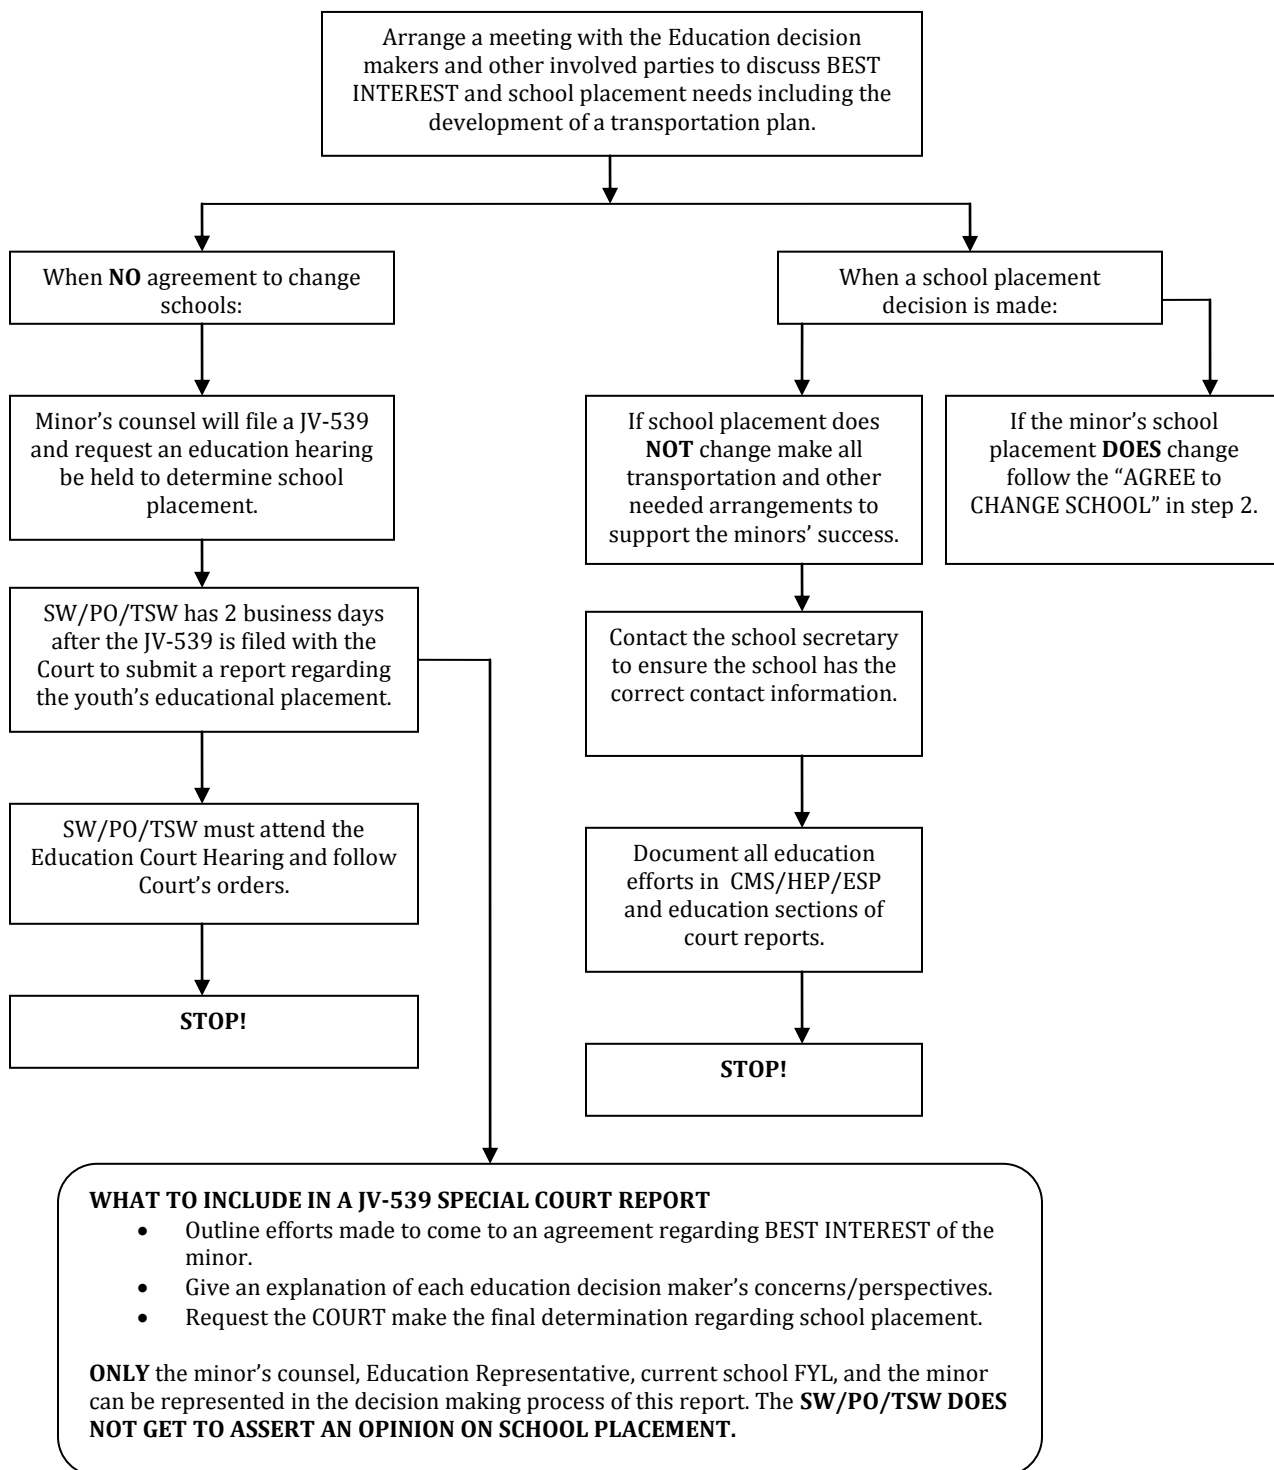 Arrange a meeting with the Education decision
makers and other involved parties to discuss BEST
INTEREST and school placement needs including the
development of a transportation plan.
When NO agreement to change
schools:
When a school placement
decision is made:
Minor’s counsel will file a JV-539
and request an education hearing
be held to determine school
placement.
If school placement does
NOT change make all
transportation and other
needed arrangements to
support the minors’ success.
If the minor’s school
placement DOES change
follow the “AGREE to
CHANGE SCHOOL” in step 2.
SW/PO/TSW has 2 business days
after the JV-539 is filed with the
Court to submit a report regarding
the youth’s educational placement.
Contact the school secretary
to ensure the school has the
correct contact information.
SW/PO/TSW must attend the
Education Court Hearing and follow
Court’s orders.
Document all education
efforts in CMS/HEP/ESP
and education sections of
court reports.
STOP!
STOP!
WHAT TO INCLUDE IN A JV-539 SPECIAL COURT REPORT
• Outline efforts made to come to an agreement regarding BEST INTEREST of the
minor.
• Give an explanation of each education decision maker’s concerns/perspectives.
• Request the COURT make the final determination regarding school placement.
ONLY the minor’s counsel, Education Representative, current school FYL, and the minor
can be represented in the decision making process of this report. The SW/PO/TSW DOES
NOT GET TO ASSERT AN OPINION ON SCHOOL PLACEMENT.